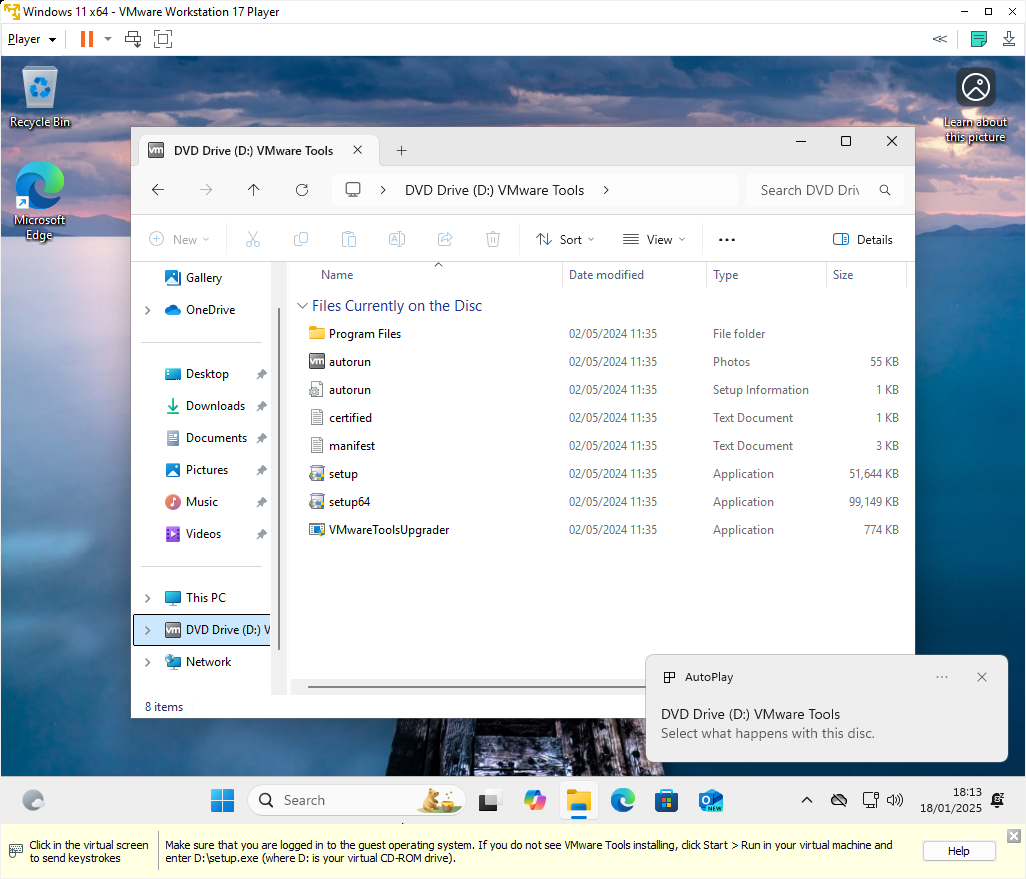 Windows 11 x64 - VMware Workstation 17 Player
Player
Recycle Bin
Microsoft
Edge
Learn about
this picture
vm DVD Drive (D:) VMware Tools
DVD Drive (D:) VMware Tools
Search DVD Driv
New
Sort
View
Details
Gallery
OneDrive
Desktop
Downloads
Documents
Pictures
Music
Videos
This PC
vm DVD Drive (D:) V
Network
Name Date modified Type Size
Files Currently on the Disc
Program Files 02/05/2024 11:35 File folder
vm autorun 02/05/2024 11:35 Photos 55 KB
autorun 02/05/2024 11:35 Setup Information 1 KB
certified 02/05/2024 11:35 Text Document 1 KB
manifest 02/05/2024 11:35 Text Document 3 KB
setup 02/05/2024 11:35 Application 51,644 KB
setup64 02/05/2024 11:35 Application 99,149 KB
VMwareToolsUpgrader 02/05/2024 11:35 Application 774 KB
8 items
AutoPlay
DVD Drive (D:) VMware Tools
Select what happens with this disc.
Search
NEW
18:13
18/01/2025
Click in the virtual screen
to send keystrokes
Make sure that you are logged in to the guest operating system. If you do not see VMware Tools installing, click Start > Run in your virtual machine and
enter D:\setup.exe (where D: is your virtual CD-ROM drive).
Help